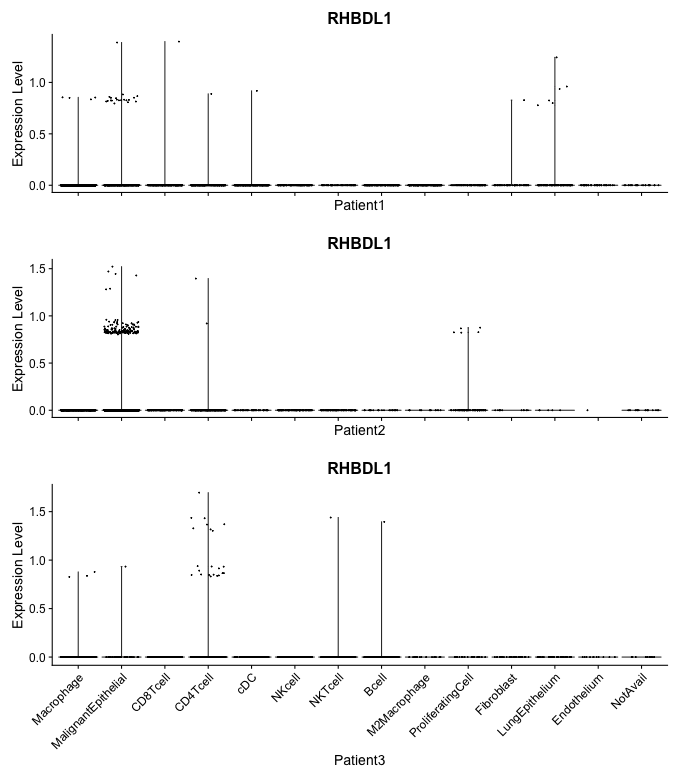 RHBDL1
Expression Level
1.0
0.5
0.0
Patient1
RHBDL1
Expression Level
1.5
1.0
0.5
0.0
Patient2
RHBDL1
Expression Level
1.5
1.0
0.5
0.0
Macrophage
MalignantEpithelial
CD8Tcell
CD4Tcell
cDC
NKcell
NKTcell
Bcell
M2Macrophage
ProliferatingCell
Fibroblast
LungEpithelium
Endothelium
NotAvail
Patient3